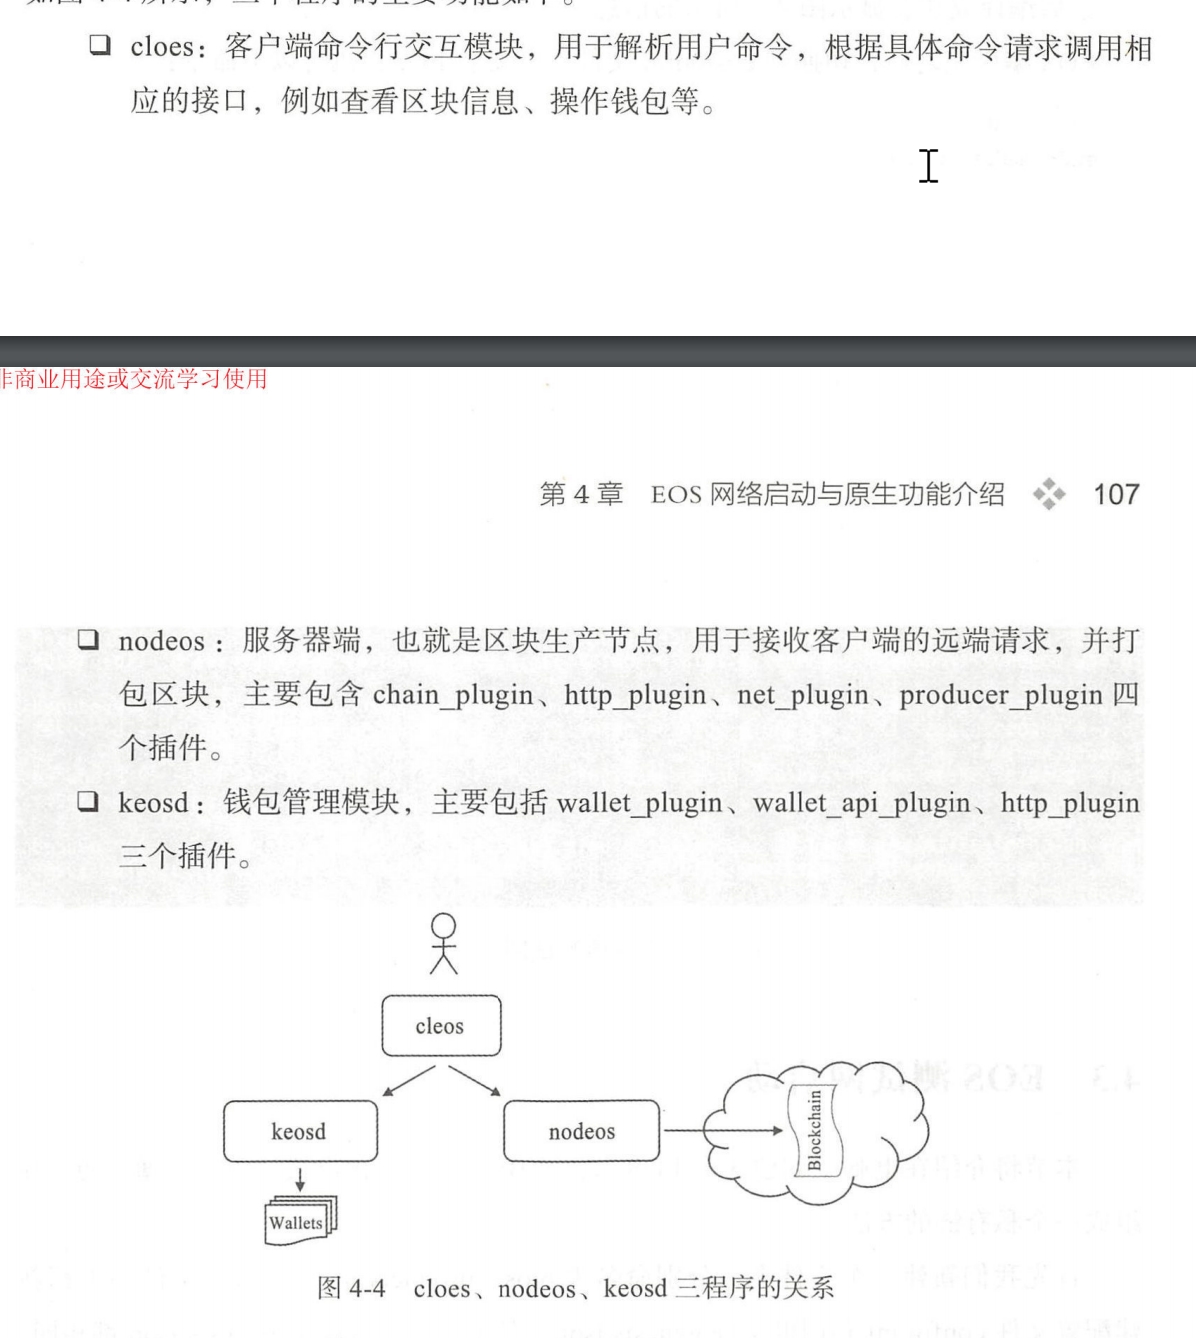 ❏ cloes：客户端命令行交互模块，用于解析用户命令，根据具体命令请求调用相
应的接口，例如查看区块信息、操作钱包等。
非商业用途或交流学习使用
第 4 章 EOS 网络启动与原生功能介绍 107
❏ nodeos：服务器端，也就是区块生产节点，用于接收客户端的远端请求，并打
包区块，主要包含 chain_plugin、http_plugin、net_plugin、producer_plugin 四
个插件。
❏ keosd：钱包管理模块，主要包括 wallet_plugin、wallet_api_plugin、http_plugin
三个插件。
cleos
keosd
nodeos
Blockchain
Wallets
图 4-4 cloes、nodeos、keosd 三程序的关系